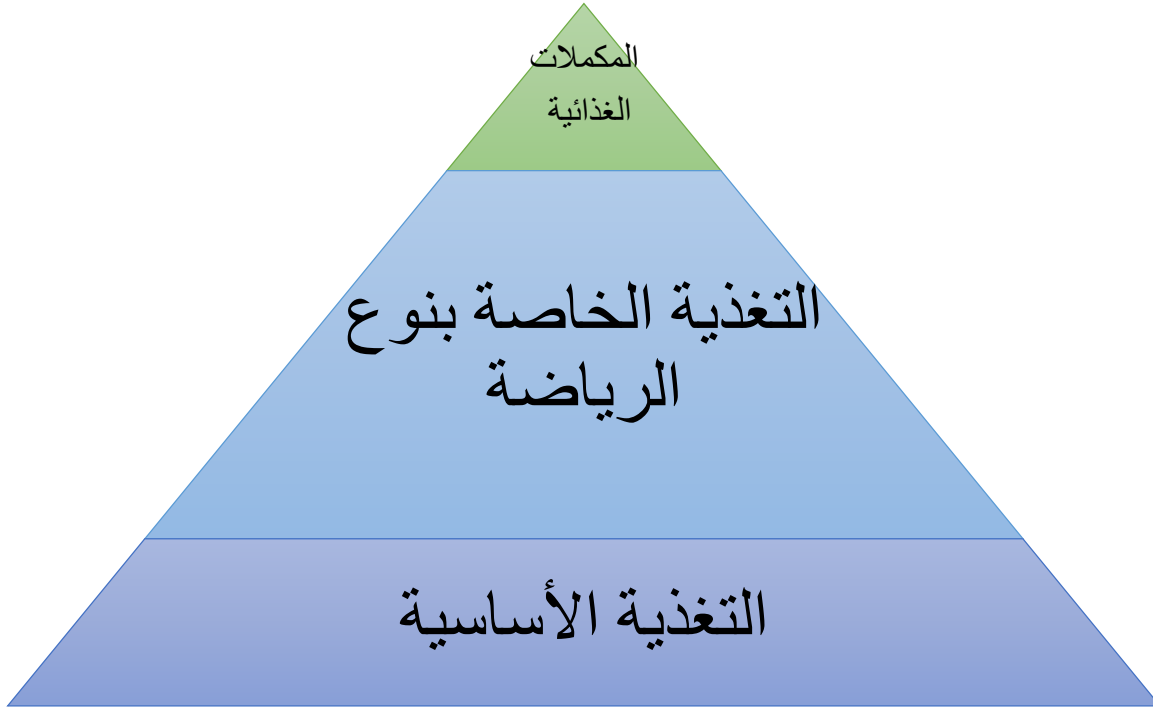 المكملات
الغذائية
التغذية الخاصة بنوع
الرياضة
التغذية الأساسية